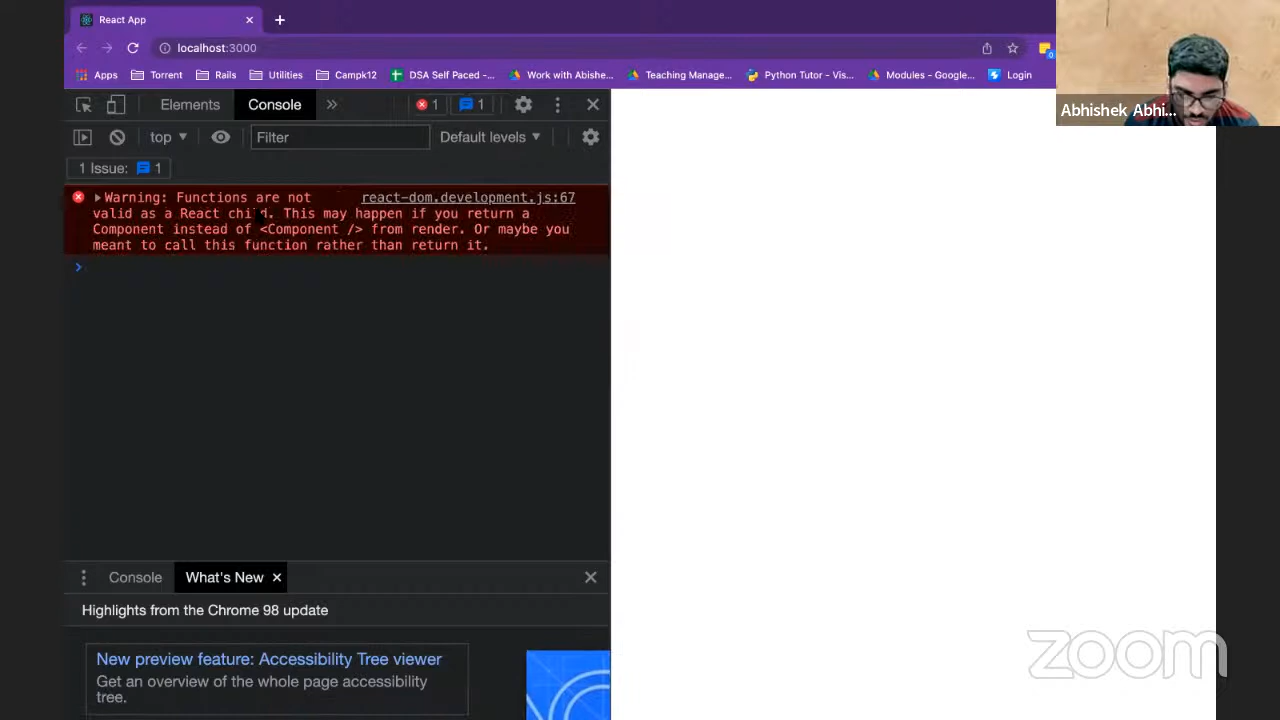 React App
localhost:3000
Apps Torrent Rails Utilities Campk12 DSA Self Paced -... Work with Abishe... Teaching Manage... Python Tutor - Vis... Modules - Google... Login
Abhishek Abhi...
Elements Console 1 1
top Filter Default levels
1 Issue: 1
Warning: Functions are not react-dom.development.js:67
valid as a React child. This may happen if you return a
Component instead of <Component /> from render. Or maybe you
meant to call this function rather than return it.
Console What's New
Highlights from the Chrome 98 update
New preview feature: Accessibility Tree viewer
Get an overview of the whole page accessibility
tree.
zoom